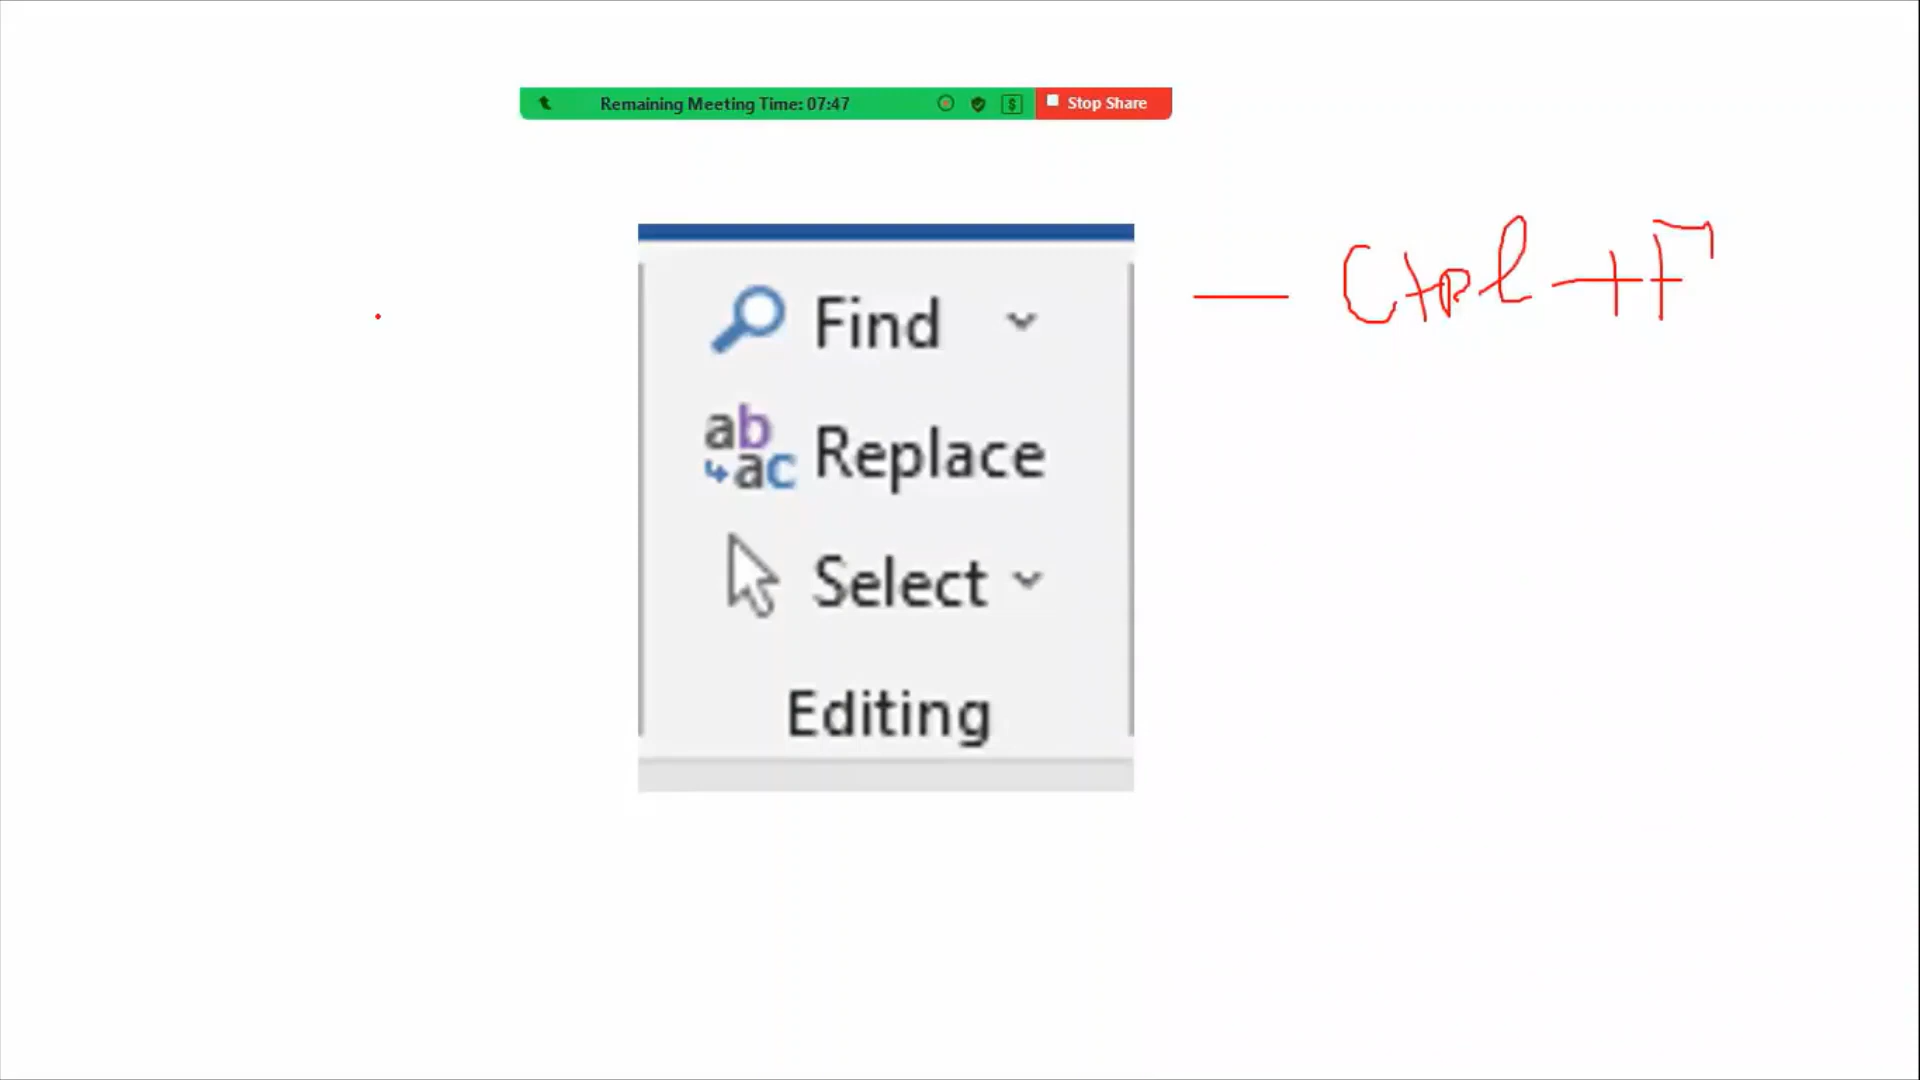 Remaining Meeting Time: 07:47 Stop Share
Find — Ctrl+F
Replace
Select
Editing